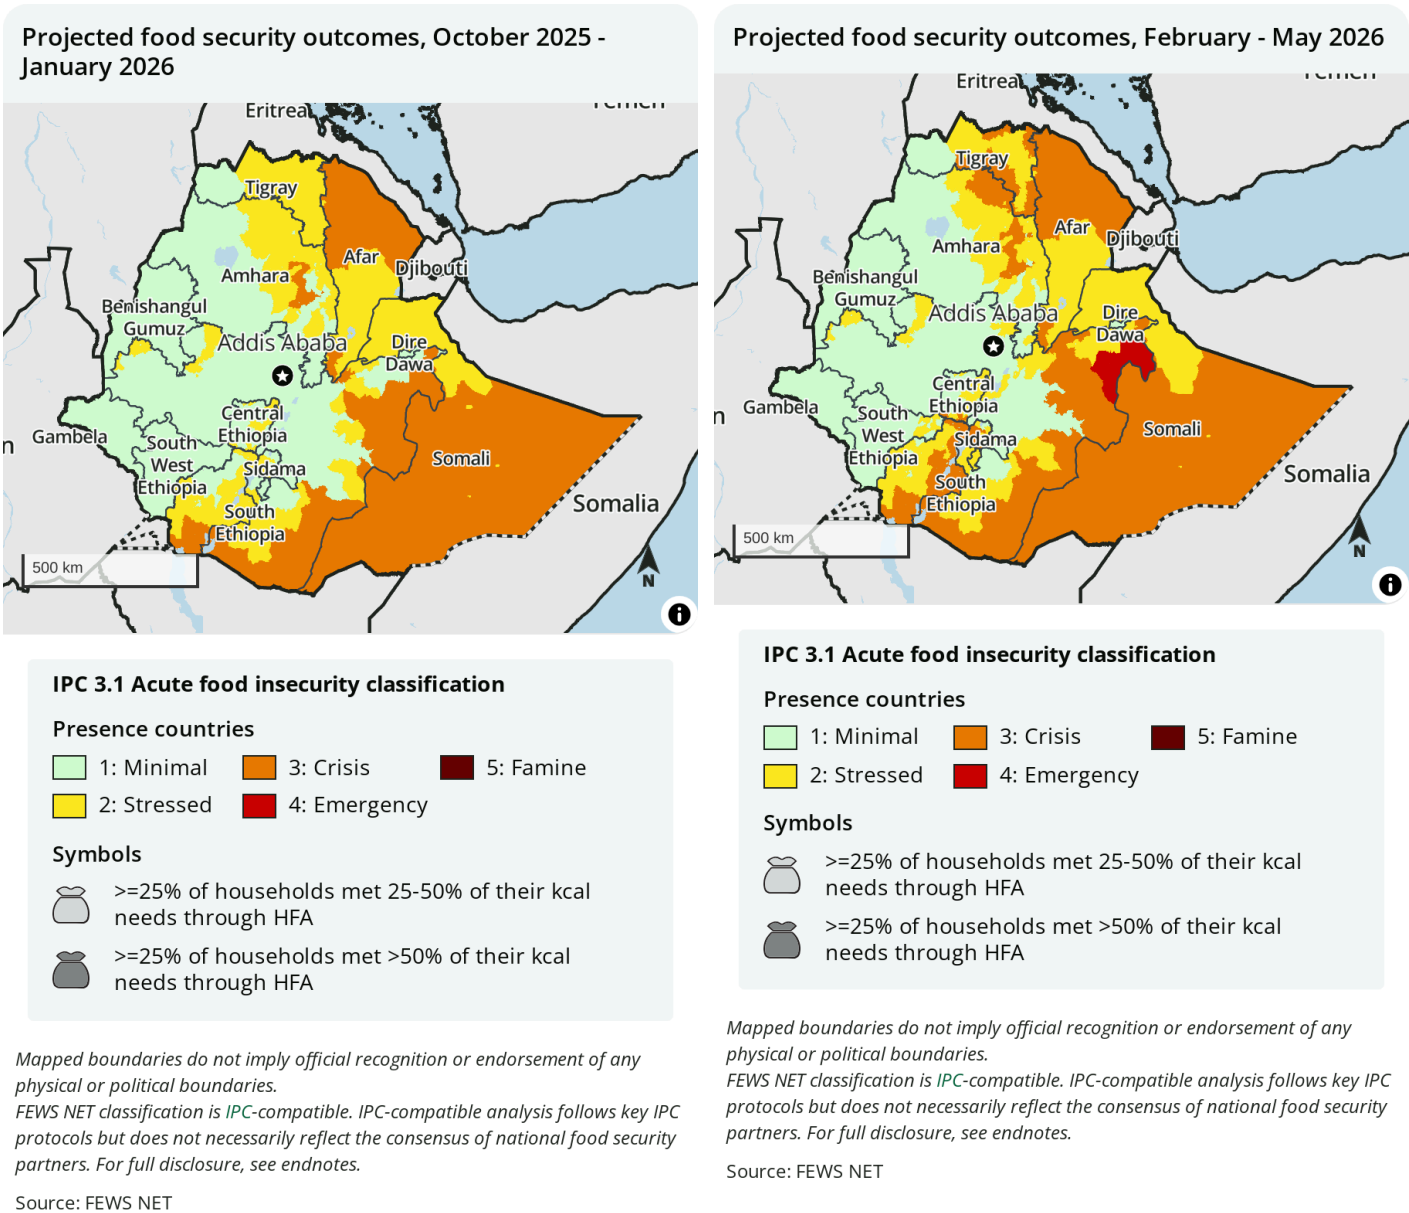 Projected food security outcomes, October 2025 -
January 2026
Eritrea
Tigray
Afar
Djibouti
Amhara
Benishangul
Gumuz
Addis Ababa
Dire
Dawa
Central
Ethiopia
Gambela
South
West
Ethiopia
Sidama
Somali
South
Ethiopia
Somalia
500 km
N
IPC 3.1 Acute food insecurity classification
Presence countries
1: Minimal
3: Crisis
5: Famine
2: Stressed
4: Emergency
Symbols
>=25% of households met 25-50% of their kcal
needs through HFA
>=25% of households met >50% of their kcal
needs through HFA
Mapped boundaries do not imply official recognition or endorsement of any
physical or political boundaries.
FEWS NET classification is IPC-compatible. IPC-compatible analysis follows key IPC
protocols but does not necessarily reflect the consensus of national food security
partners. For full disclosure, see endnotes.
Source: FEWS NET
Projected food security outcomes, February - May 2026
Eritrea
Tigray
Afar
Djibouti
Amhara
Benishangul
Gumuz
Addis Ababa
Dire
Dawa
Central
Ethiopia
Gambela
South
West
Ethiopia
Sidama
Somali
South
Ethiopia
Somalia
500 km
N
IPC 3.1 Acute food insecurity classification
Presence countries
1: Minimal
3: Crisis
5: Famine
2: Stressed
4: Emergency
Symbols
>=25% of households met 25-50% of their kcal
needs through HFA
>=25% of households met >50% of their kcal
needs through HFA
Mapped boundaries do not imply official recognition or endorsement of any
physical or political boundaries.
FEWS NET classification is IPC-compatible. IPC-compatible analysis follows key IPC
protocols but does not necessarily reflect the consensus of national food security
partners. For full disclosure, see endnotes.
Source: FEWS NET